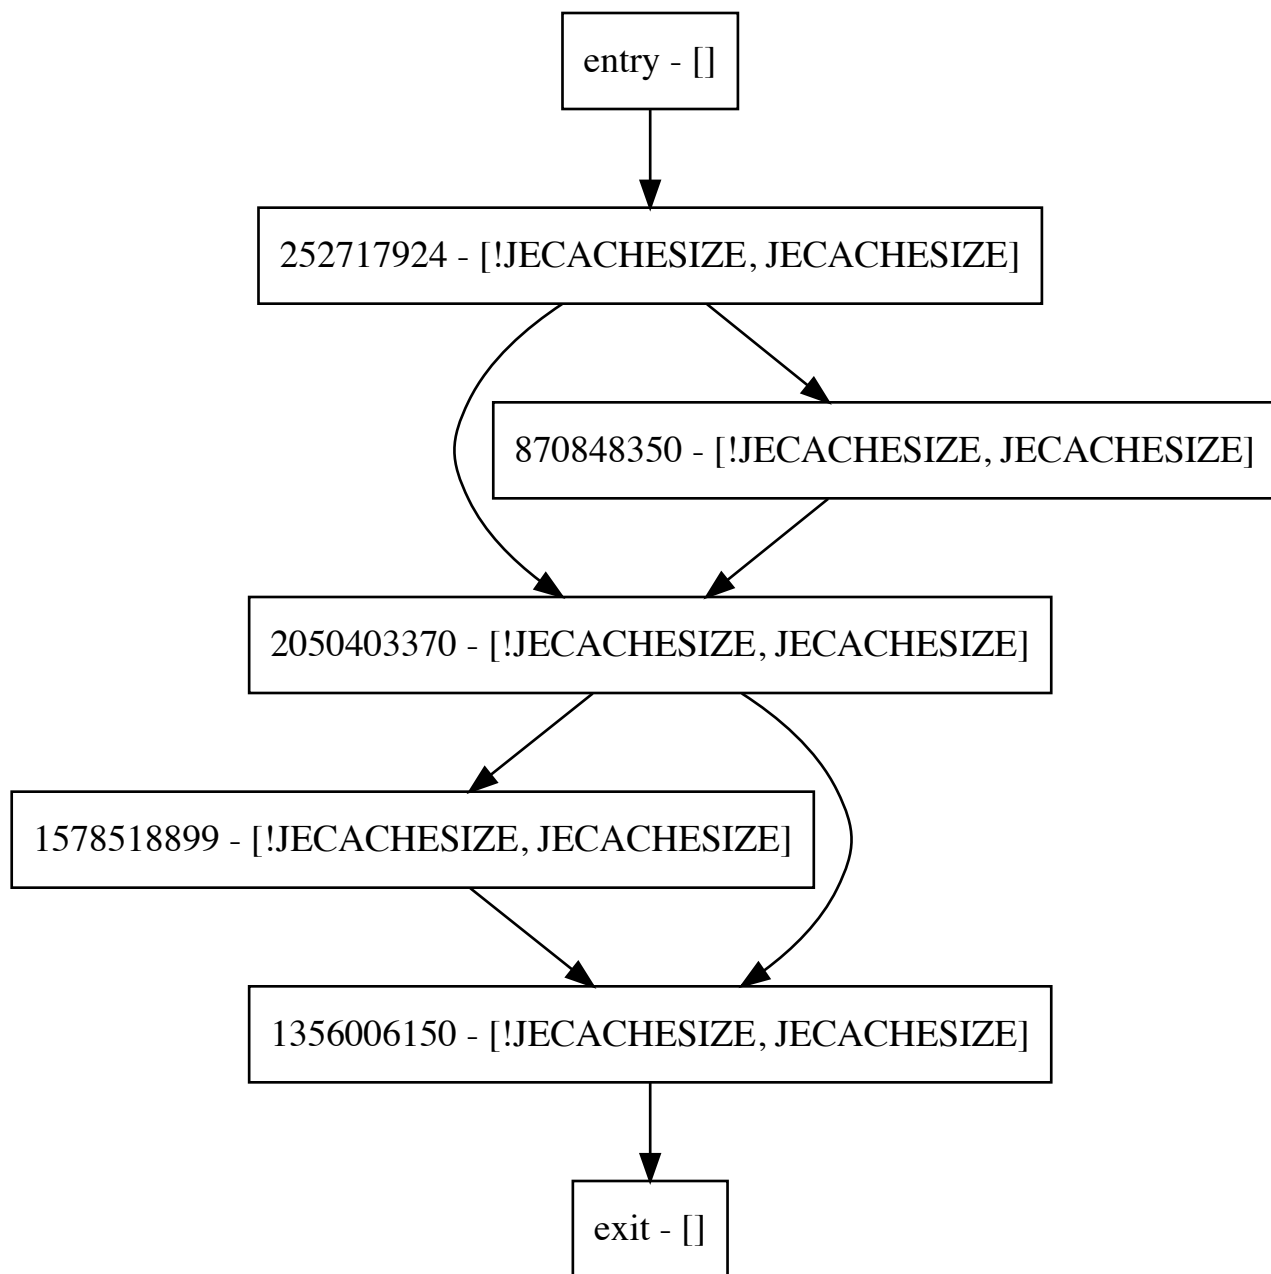 entry - []
252717924 - [!JECACHESIZE, JECACHESIZE]
870848350 - [!JECACHESIZE, JECACHESIZE]
2050403370 - [!JECACHESIZE, JECACHESIZE]
1578518899 - [!JECACHESIZE, JECACHESIZE]
1356006150 - [!JECACHESIZE, JECACHESIZE]
exit - []